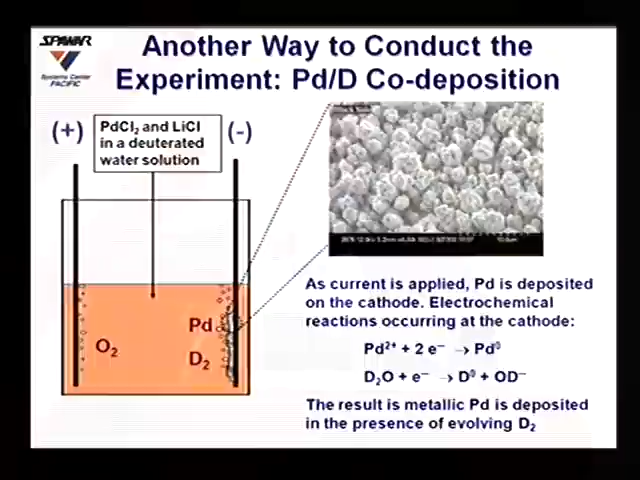 SPAWAR
Systems Center
PACIFIC
Another Way to Conduct the
Experiment: Pd/D Co-deposition
(+)
PdCl₂ and LiCl
in a deuterated
water solution
(-)
As current is applied, Pd is deposited
on the cathode. Electrochemical
reactions occurring at the cathode:
Pd²⁺ + 2 e⁻ → Pd⁰
D₂O + e⁻ → D⁰ + OD⁻
The result is metallic Pd is deposited
in the presence of evolving D₂
O₂
Pd
D₂